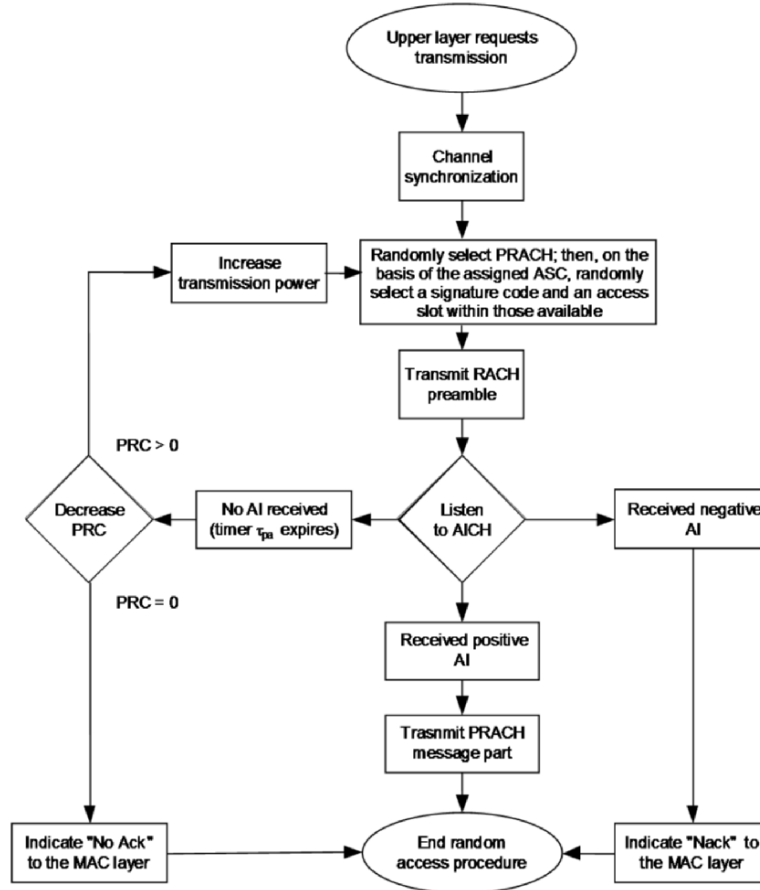 Upper layer requests
transmission
Channel
synchronization
Increase
transmission power
Randomly select PRACH; then, on the
basis of the assigned ASC, randomly
select a signature code and an access
slot within those available
Transmit RACH
preamble
PRC > 0
Decrease
PRC
No AI received
(timer τpa expires)
Listen
to AICH
Received negative
AI
PRC = 0
Received positive
AI
Trasnmit PRACH
message part
Indicate "No Ack"
to the MAC layer
End random
access procedure
Indicate "Nack" to
the MAC layer